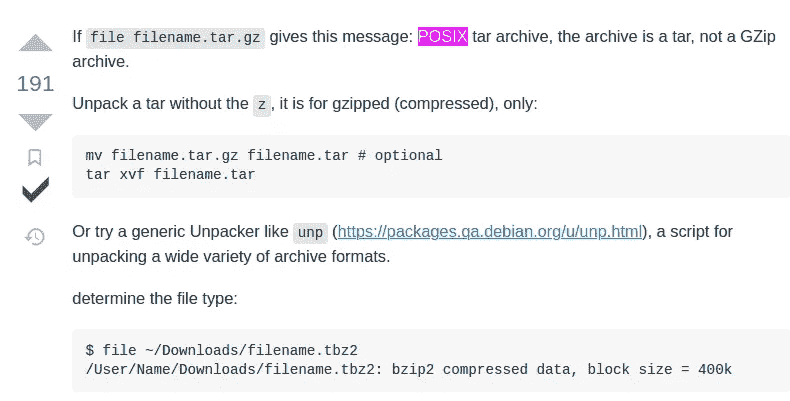 If file filename.tar.gz gives this message: POSIX tar archive, the archive is a tar, not a GZip
archive.
191
Unpack a tar without the z, it is for gzipped (compressed), only:
mv filename.tar.gz filename.tar # optional
tar xvf filename.tar
Or try a generic Unpacker like unp (https://packages.qa.debian.org/u/unp.html), a script for
unpacking a wide variety of archive formats.
determine the file type:
$ file ~/Downloads/filename.tbz2
/User/Name/Downloads/filename.tbz2: bzip2 compressed data, block size = 400k